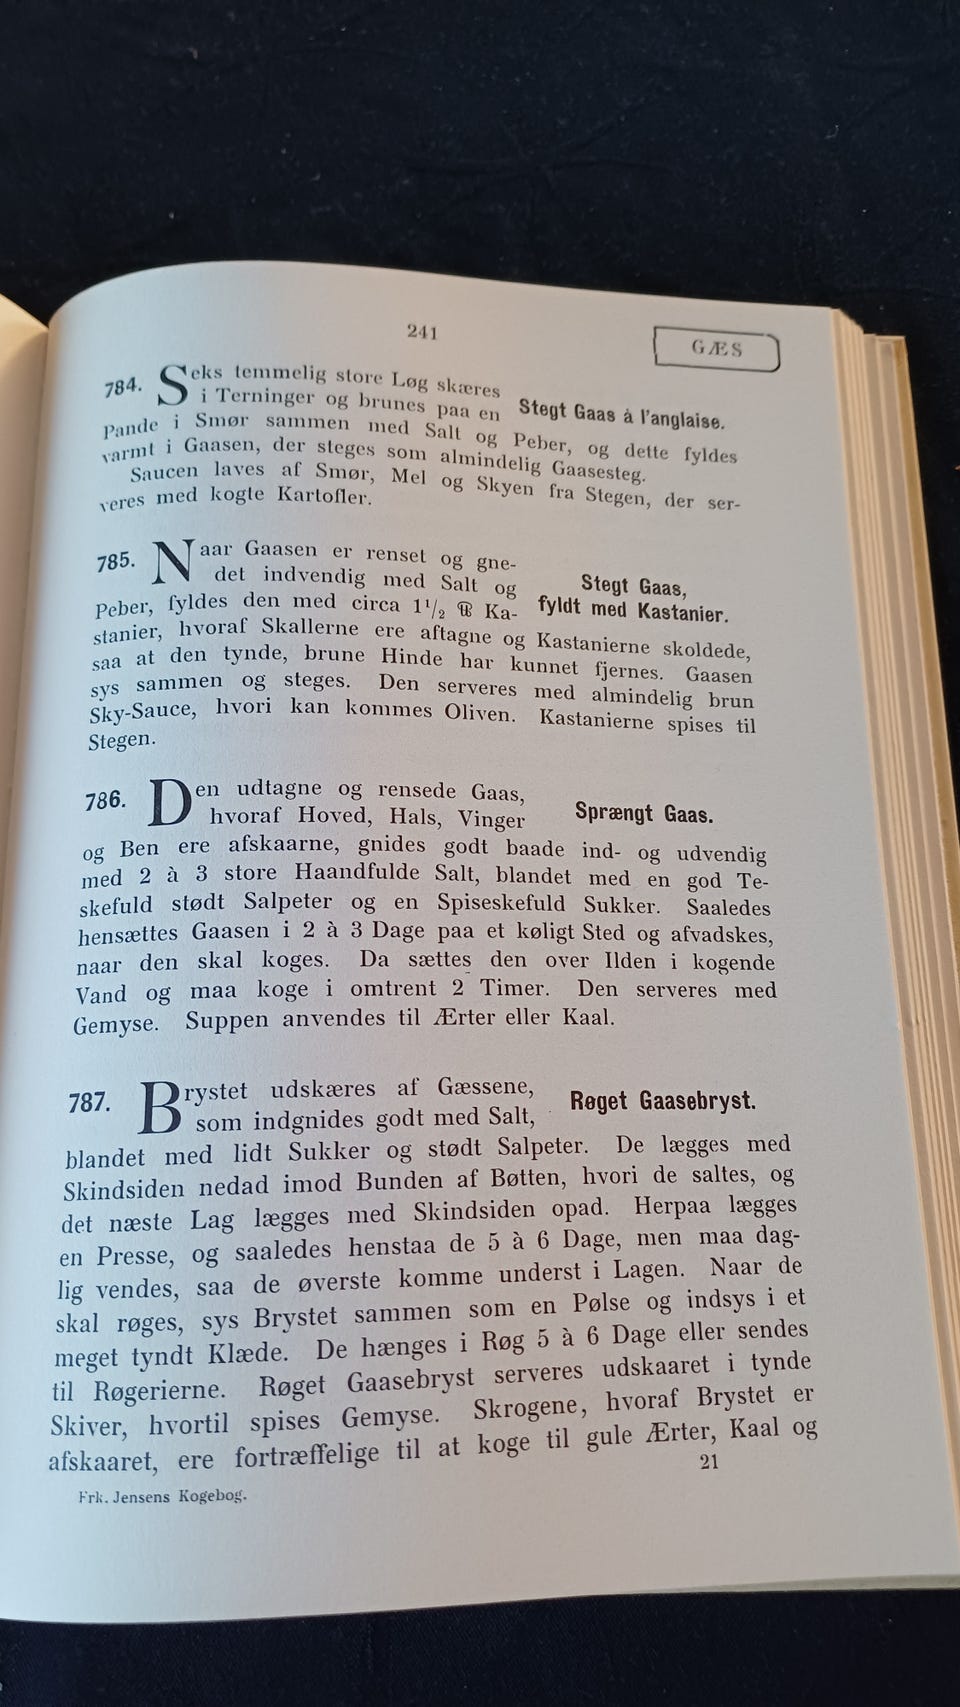 241
GÆS
784. Seks temmelig store Løg skæres
i Terninger og brunes paa en
Stegt Gaas à l'anglaise.
Pande i Smør sammen med Salt og Peber, og dette fyldes
varmt i Gaasen, der steges som almindelig Gaasesteg.
Saucen laves af Smør, Mel og Skyen fra Stegen, der ser-
veres med kogte Kartofler.
785. Naar Gaasen er renset og gne-
det indvendig med Salt og
Stegt Gaas,
fyldt med Kastanier.
Peber, fyldes den med circa 1 1/2 ℔ Ka-
stanier, hvoraf Skallerne ere aftagne og Kastanierne skoldede,
saa at den tynde, brune Hinde har kunnet fjernes. Gaasen
sys sammen og steges. Den serveres med almindelig brun
Sky-Sauce, hvori kan kommes Oliven. Kastanierne spises til
Stegen.
786. Den udtagne og rensede Gaas,
hvoraf Hoved, Hals, Vinger
Sprængt Gaas.
og Ben ere afskaarne, gnides godt baade ind- og udvendig
med 2 à 3 store Haandfulde Salt, blandet med en god Te-
skefuld stødt Salpeter og en Spiseskefuld Sukker. Saaledes
hensættes Gaasen i 2 à 3 Dage paa et køligt Sted og afvadskes,
naar den skal koges. Da sættes den over Ilden i kogende
Vand og maa koge i omtrent 2 Timer. Den serveres med
Gemyse. Suppen anvendes til Ærter eller Kaal.
787. Brystet udskæres af Gæssene,
som indgnides godt med Salt,
Røget Gaasebryst.
blandet med lidt Sukker og stødt Salpeter. De lægges med
Skindsiden nedad imod Bunden af Bøtten, hvori de saltes, og
det næste Lag lægges med Skindsiden opad. Herpaa lægges
en Presse, og saaledes henstaa de 5 à 6 Dage, men maa dag-
lig vendes, saa de øverste komme underst i Lagen. Naar de
skal røges, sys Brystet sammen som en Pølse og indsys i et
meget tyndt Klæde. De hænges i Røg 5 à 6 Dage eller sendes
til Røgerierne. Røget Gaasebryst serveres udskaaret i tynde
Skiver, hvortil spises Gemyse. Skrogene, hvoraf Brystet er
afskaaret, ere fortræffelige til at koge til gule Ærter, Kaal og
21
Frk. Jensens Kogebog.